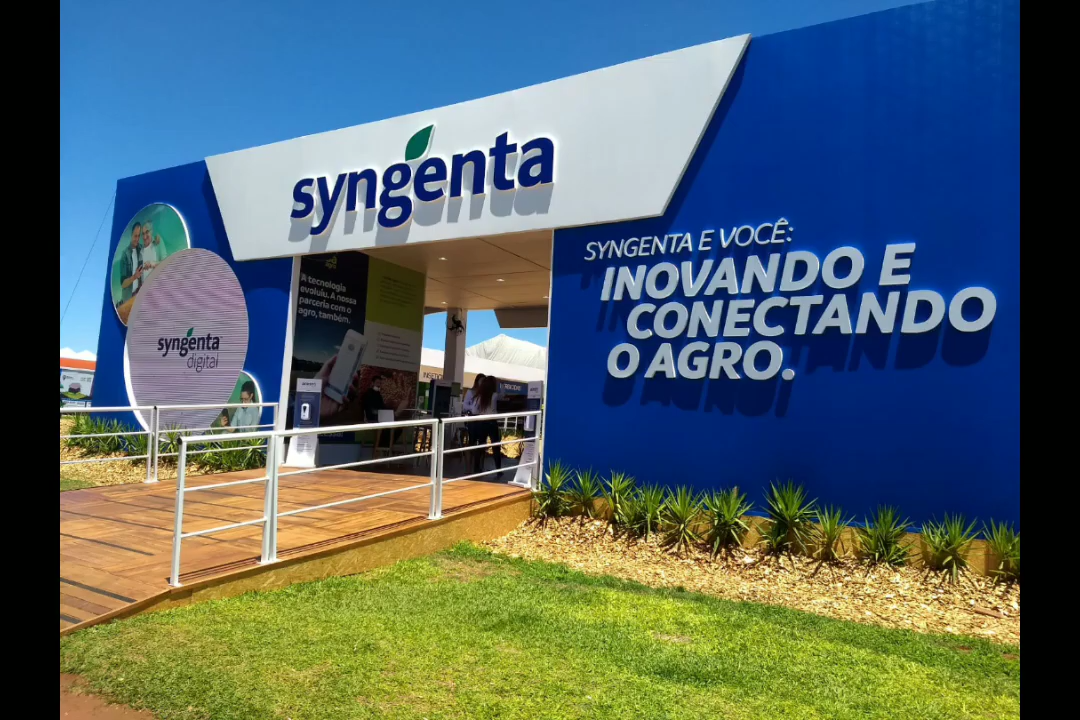 syngenta
SYNGENTA E VOCÊ:
INOVANDO E
CONECTANDO
O AGRO.
syngenta
digital
A tecnologia
evoluiu. A nossa
parceria com o
agro, também.